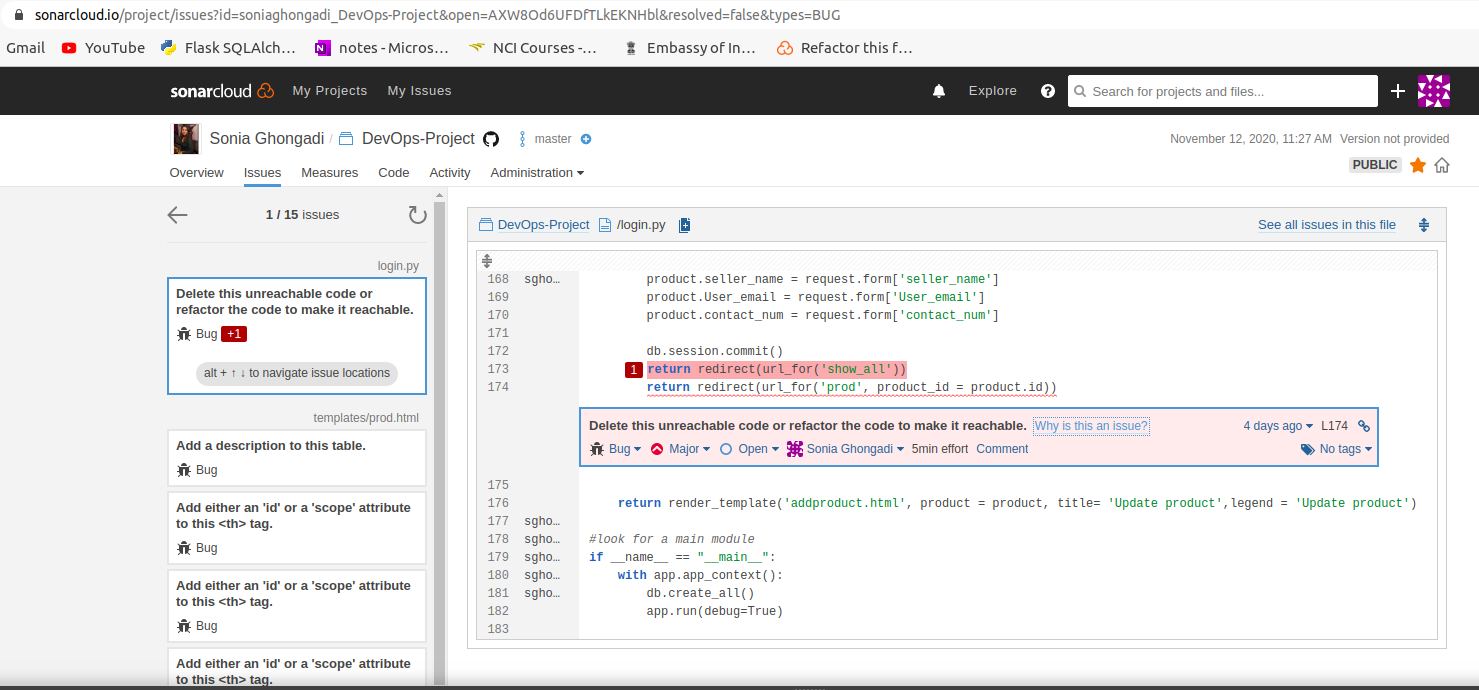 sonarcloud.io/project/issues?id=soniaghongadi_DevOps-Project&open=AXW8Od6UFDfTLkEKNHbl&resolved=false&types=BUG
Gmail YouTube Flask SQLAlch... notes - Micros... NCI Courses -... Embassy of In... Refactor this f...
sonarcloud My Projects My Issues Explore Search for projects and files...
Sonia Ghongadi / DevOps-Project master November 12, 2020, 11:27 AM Version not provided
PUBLIC
Overview Issues Measures Code Activity Administration
1 / 15 issues
login.py
Delete this unreachable code or
refactor the code to make it reachable.
Bug +1
alt + ↑ ↓ to navigate issue locations
templates/prod.html
Add a description to this table.
Bug
Add either an 'id' or a 'scope' attribute
to this <th> tag.
Bug
Add either an 'id' or a 'scope' attribute
to this <th> tag.
Bug
Add either an 'id' or a 'scope' attribute
to this <th> tag.
DevOps-Project /login.py See all issues in this file
168 sgho... product.seller_name = request.form['seller_name']
169 product.User_email = request.form['User_email']
170 product.contact_num = request.form['contact_num']
171
172 db.session.commit()
173 1 return redirect(url_for('show_all'))
174 return redirect(url_for('prod', product_id = product.id))
Delete this unreachable code or refactor the code to make it reachable. Why is this an issue? 4 days ago L174
Bug Major Open Sonia Ghongadi 5min effort Comment No tags
175
176 return render_template('addproduct.html', product = product, title= 'Update product',legend = 'Update product')
177 sgho...
178 sgho... #look for a main module
179 sgho... if __name__ == "__main__":
180 sgho... with app.app_context():
181 sgho... db.create_all()
182 app.run(debug=True)
183